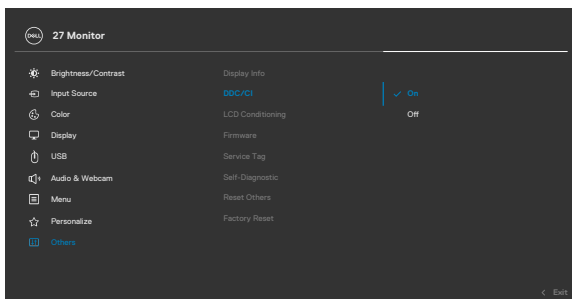 DELL 27 Monitor
Brightness/Contrast Display Info
Input Source DDC/CI On
Color LCD Conditioning Off
Display Firmware
USB Service Tag
Audio & Webcam Self-Diagnostic
Menu Reset Others
Personalize Factory Reset
Others
Exit